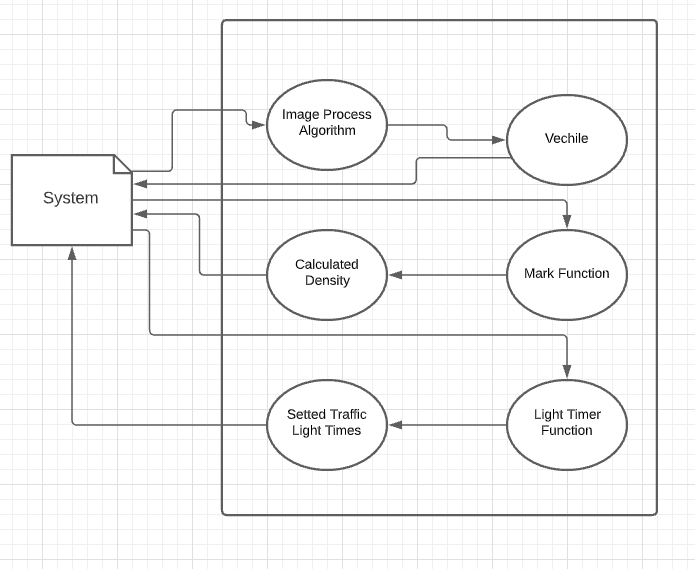 Image Process
Algorithm
Vechile
System
Calculated
Density
Mark Function
Setted Traffic
Light Times
Light Timer
Function